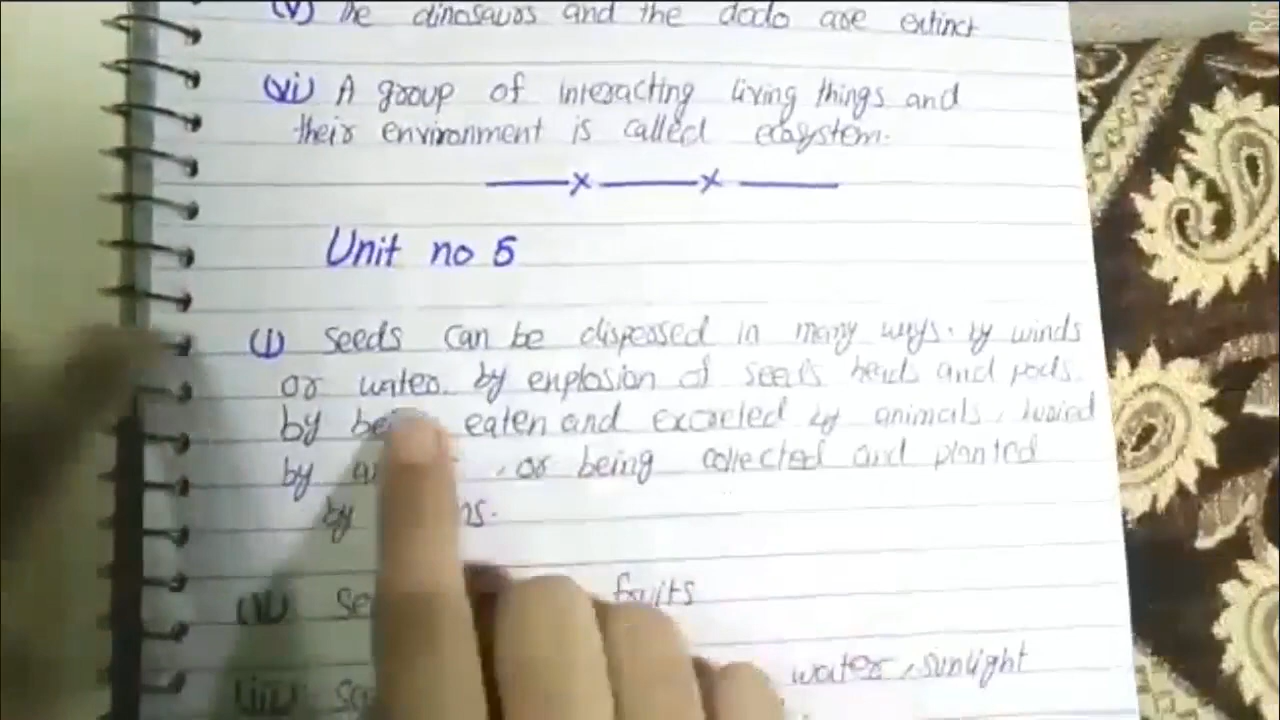 (v) The dinosaurs and the dodo are extinct
(vi) A group of interacting living things and
their environment is called ecosystem.
Unit no 5
(i) Seeds can be dispersed in many ways. by winds
or water. by explosion of seeds heads and pods.
by eaten and excreted by animals, buried
by , or being collected and planted
by
(ii) fruits
(iii) water, sunlight